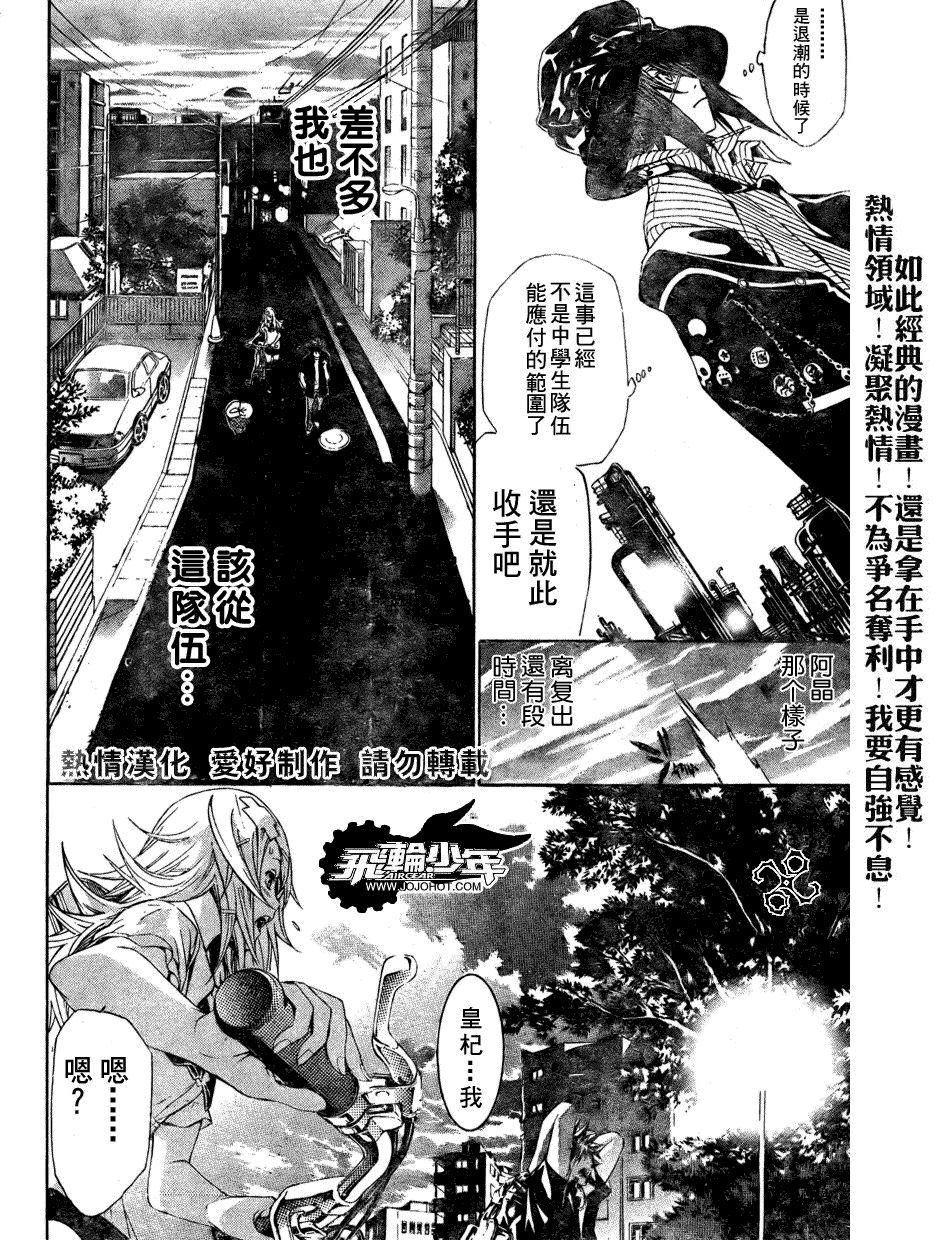 ………
是退潮的時候了
這事已經
不是中學生隊伍
能應付的範圍了
還是就此
收手吧
阿晶
那个樣子
离复出
還有段
時間…
差不多
我也
該從
這隊伍…
熱情漢化 愛好制作 請勿轉載
飛輪少年
AIRGEAR
WWW.JOJOHOT.COM
皇杞…我
嗯……
嗯?
如此經典的漫畫!還是拿在手中才更有感覺!
熱情領域!凝聚熱情!不為爭名奪利!我要自強不息!